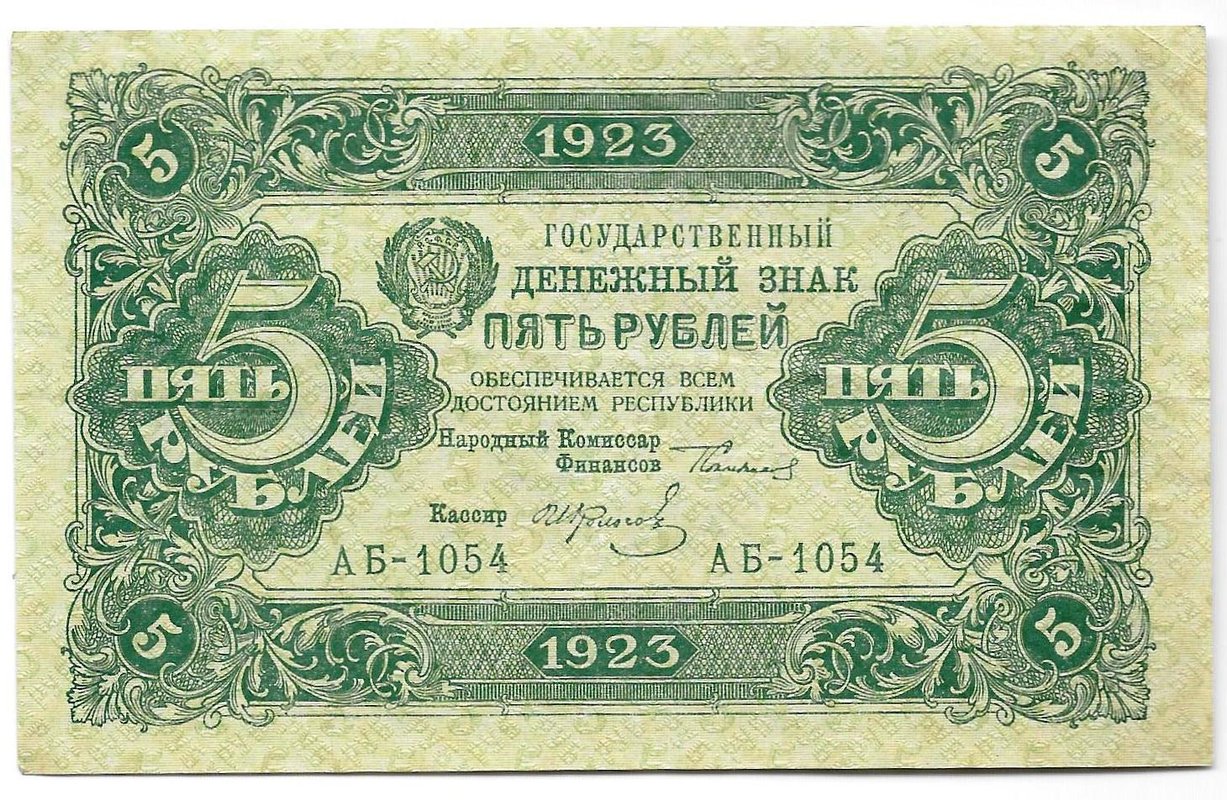 1923
5
5
ГОСУДАРСТВЕННЫЙ
ДЕНЕЖНЫЙ ЗНАК
ПЯТЬ РУБЛЕЙ
5
ПЯТЬ
РУБЛЕЙ
5
ПЯТЬ
РУБЛЕЙ
ОБЕСПЕЧИВАЕТСЯ ВСЕМ
ДОСТОЯНИЕМ РЕСПУБЛИКИ
Народный Комиссар
Финансов
Кассир
АБ-1054
АБ-1054
5
1923
5